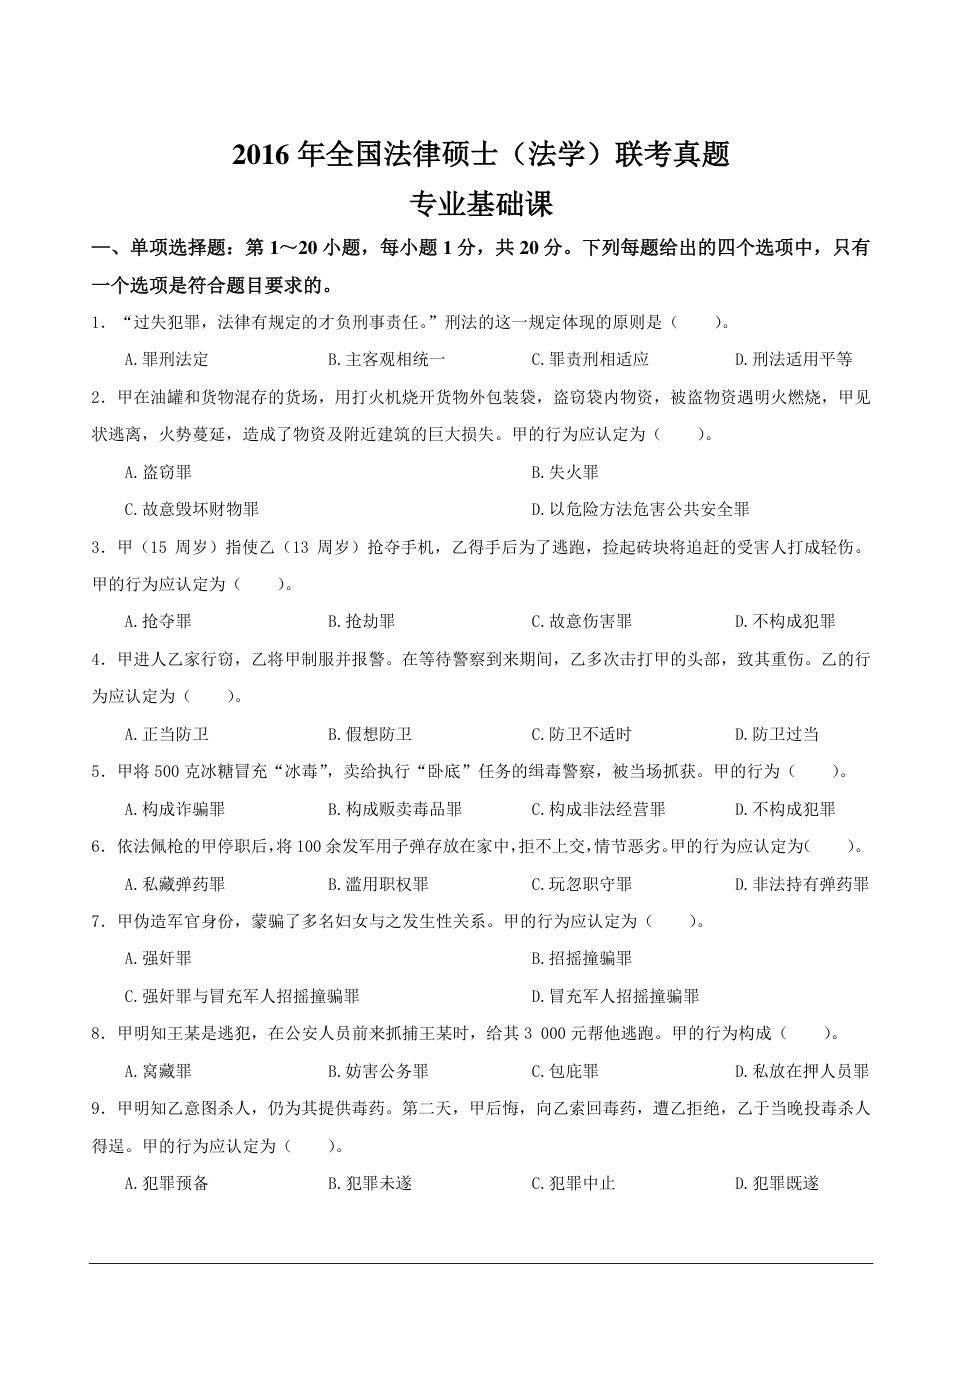 2016 年全国法律硕士（法学）联考真题
专业基础课
一、单项选择题：第 1～20 小题，每小题 1 分，共 20 分。下列每题给出的四个选项中，只有
一个选项是符合题目要求的。
1．“过失犯罪，法律有规定的才负刑事责任。”刑法的这一规定体现的原则是（　　）。
A.罪刑法定　B.主客观相统一　C.罪责刑相适应　D.刑法适用平等
2．甲在油罐和货物混存的货场，用打火机烧开货物外包装袋，盗窃袋内物资，被盗物资遇明火燃烧，甲见
状逃离，火势蔓延，造成了物资及附近建筑的巨大损失。甲的行为应认定为（　　）。
A.盗窃罪　B.失火罪
C.故意毁坏财物罪　D.以危险方法危害公共安全罪
3．甲（15 周岁）指使乙（13 周岁）抢夺手机，乙得手后为了逃跑，捡起砖块将追赶的受害人打成轻伤。
甲的行为应认定为（　　）。
A.抢夺罪　B.抢劫罪　C.故意伤害罪　D.不构成犯罪
4．甲进人乙家行窃，乙将甲制服并报警。在等待警察到来期间，乙多次击打甲的头部，致其重伤。乙的行
为应认定为（　　）。
A.正当防卫　B.假想防卫　C.防卫不适时　D.防卫过当
5．甲将 500 克冰糖冒充“冰毒”，卖给执行“卧底”任务的缉毒警察，被当场抓获。甲的行为（　　）。
A.构成诈骗罪　B.构成贩卖毒品罪　C.构成非法经营罪　D.不构成犯罪
6．依法佩枪的甲停职后，将 100 余发军用子弹存放在家中，拒不上交，情节恶劣。甲的行为应认定为（　　）。
A.私藏弹药罪　B.滥用职权罪　C.玩忽职守罪　D.非法持有弹药罪
7．甲伪造军官身份，蒙骗了多名妇女与之发生性关系。甲的行为应认定为（　　）。
A.强奸罪　B.招摇撞骗罪
C.强奸罪与冒充军人招摇撞骗罪　D.冒充军人招摇撞骗罪
8．甲明知王某是逃犯，在公安人员前来抓捕王某时，给其 3 000 元帮他逃跑。甲的行为构成（　　）。
A.窝藏罪　B.妨害公务罪　C.包庇罪　D.私放在押人员罪
9．甲明知乙意图杀人，仍为其提供毒药。第二天，甲后悔，向乙索回毒药，遭乙拒绝，乙于当晚投毒杀人
得逞。甲的行为应认定为（　　）。
A.犯罪预备　B.犯罪未遂　C.犯罪中止　D.犯罪既遂